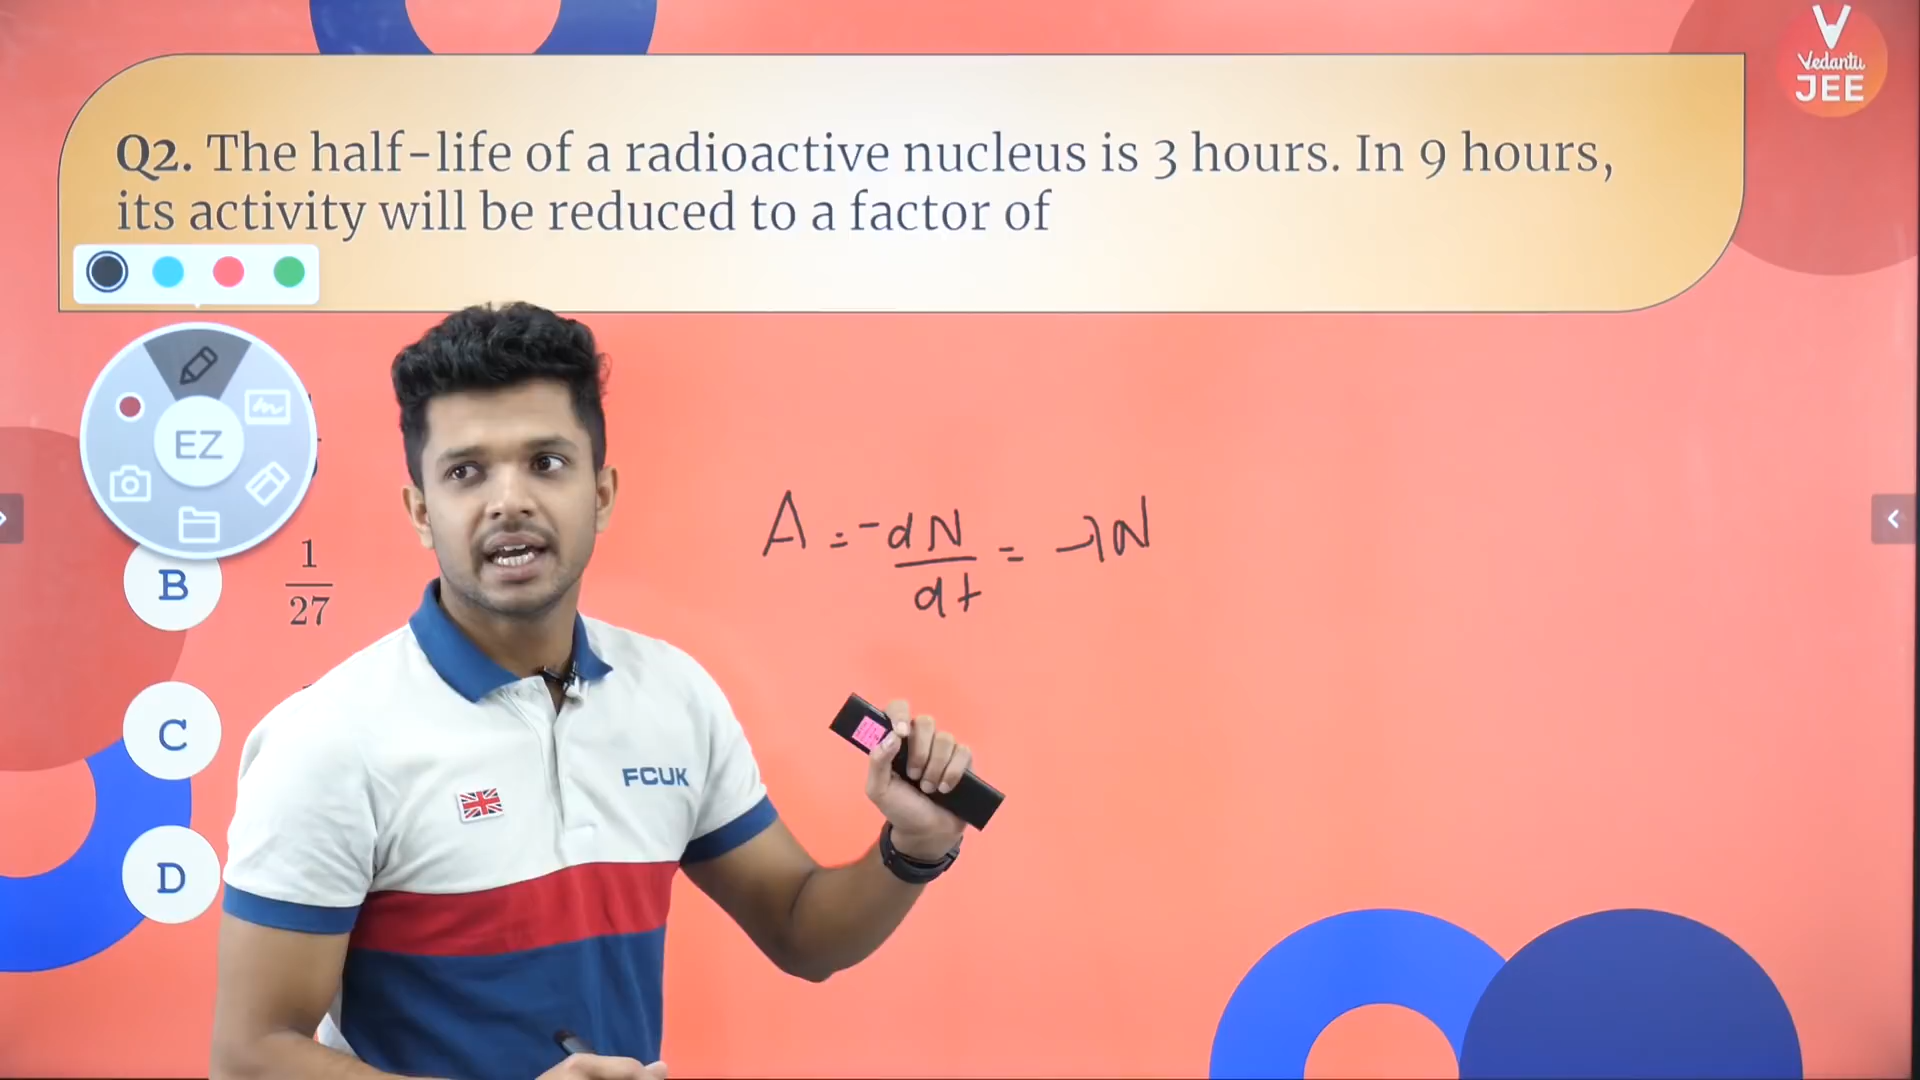 Vedantu
JEE
Q2. The half-life of a radioactive nucleus is 3 hours. In 9 hours,
its activity will be reduced to a factor of
EZ
B 1/27
C
D
A = -dN/dt = -λN
FCUK